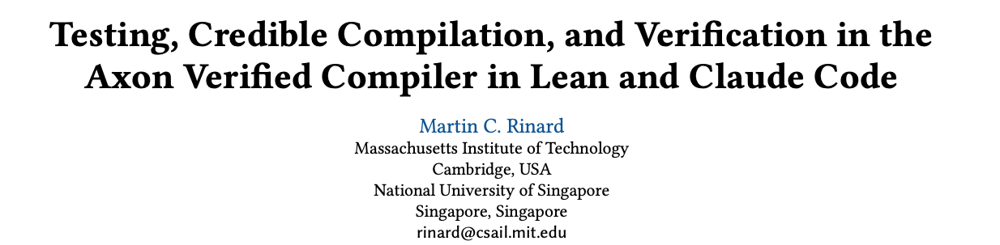 Testing, Credible Compilation, and Verification in the
Axon Verified Compiler in Lean and Claude Code
Martin C. Rinard
Massachusetts Institute of Technology
Cambridge, USA
National University of Singapore
Singapore, Singapore
rinard@csail.mit.edu